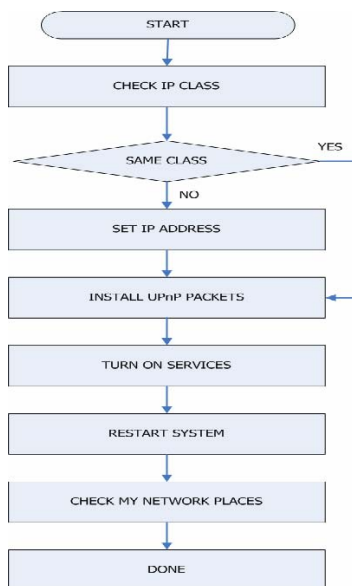 START
CHECK IP CLASS
SAME CLASS
YES
NO
SET IP ADDRESS
INSTALL UPnP PACKETS
TURN ON SERVICES
RESTART SYSTEM
CHECK MY NETWORK PLACES
DONE